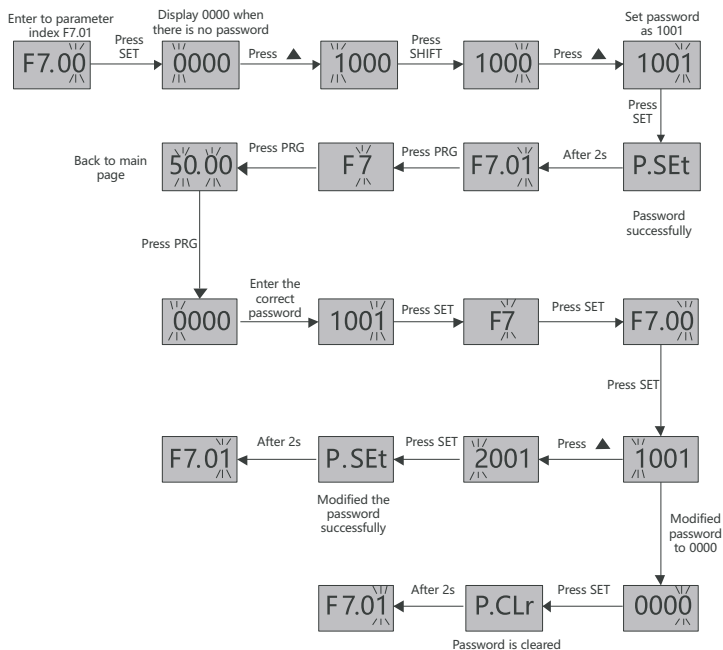 Enter to parameter
index F7.01
Display 0000 when
there is no password
Set password
as 1001
F7.00
Press
SET
0000
Press ▲
1000
Press
SHIFT
1000
Press ▲
1001
Press
SET
Back to main
page
50.00
Press PRG
F7
Press PRG
F7.01
After 2s
P.SEt
Password
successfully
Press PRG
0000
Enter the
correct
password
1001
Press SET
F7
Press SET
F7.00
Press SET
F7.01
After 2s
P.SEt
Press SET
2001
Press ▲
1001
Modified the
password
successfully
Modified
password
to 0000
F7.01
After 2s
P.CLr
Press SET
0000
Password is cleared